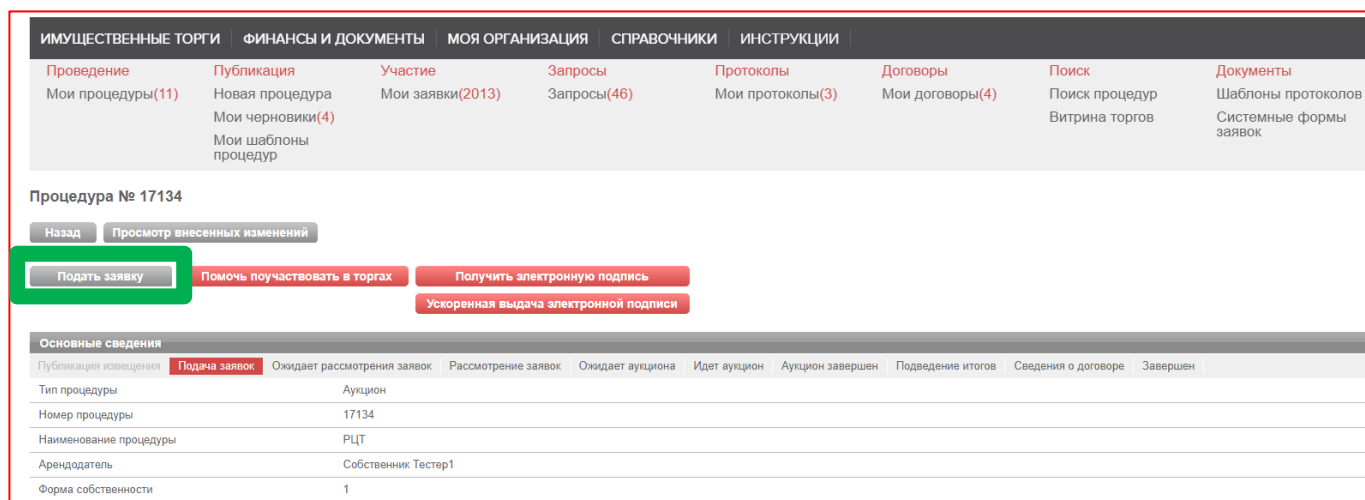 ИМУЩЕСТВЕННЫЕ ТОРГИ ФИНАНСЫ И ДОКУМЕНТЫ МОЯ ОРГАНИЗАЦИЯ СПРАВОЧНИКИ ИНСТРУКЦИИ
Проведение Публикация Участие Запросы Протоколы Договоры Поиск Документы
Мои процедуры(11) Новая процедура Мои заявки(2013) Запросы(46) Мои протоколы(3) Мои договоры(4) Поиск процедур Шаблоны протоколов
Мои черновики(4) Витрина торгов Системные формы
заявок
Мои шаблоны
процедур
Процедура № 17134
Назад Просмотр внесенных изменений
Подать заявку Помочь поучаствовать в торгах Получить электронную подпись
Ускоренная выдача электронной подписи
Основные сведения
Публикация извещения Подача заявок Ожидает рассмотрения заявок Рассмотрение заявок Ожидает аукциона Идет аукцион Аукцион завершен Подведение итогов Сведения о договоре Завершен
Тип процедуры Аукцион
Номер процедуры 17134
Наименование процедуры РЦТ
Арендодатель Собственник Тестер1
Форма собственности 1